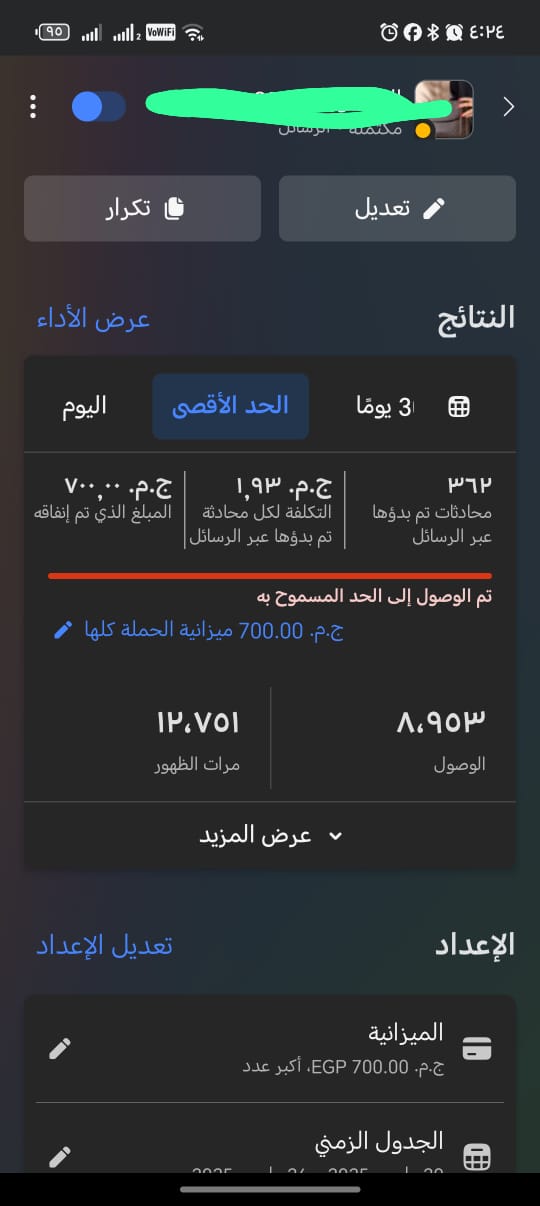 ٤:٢٤
٩٥
2
VoWiFi
مكتملة
الرسائل
تعديل
تكرار
النتائج
عرض الأداء
3 يومًا
الحد الأقصى
اليوم
٣٦٢
محادثات تم بدؤها
عبر الرسائل
ج.م. ١,٩٣
التكلفة لكل محادثة
تم بدؤها عبر الرسائل
ج.م. ٧٠٠,٠٠
المبلغ الذي تم إنفاقه
تم الوصول إلى الحد المسموح به
ج.م. 700.00 ميزانية الحملة كلها
٨،٩٥٣
الوصول
١٢،٧٥١
مرات الظهور
عرض المزيد
الإعداد
تعديل الإعداد
الميزانية
ج.م. EGP 700.00، أكبر عدد
الجدول الزمني